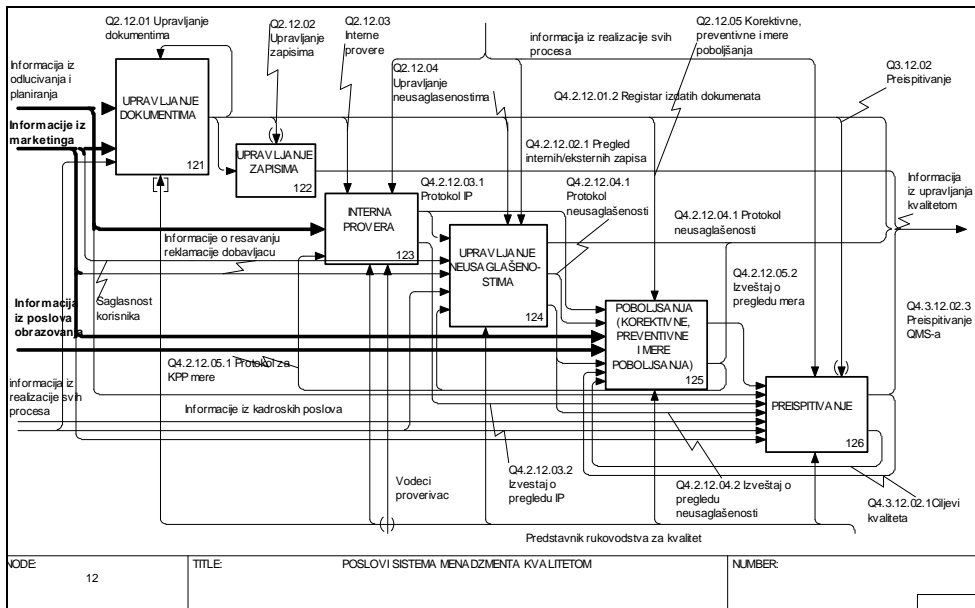 Q2.12.01 Upravljanje
dokumentima
Q2.12.02
Upravljanje
zapisima
Q2.12.03
Interne
provere
Q2.12.04
Upravljanje
neusaglasenostima
informacija iz realizacije svih
procesa
Q2.12.05 Korektivne,
preventivne i mere
poboljšanja
Q3.12.02
Preispitivanje
Informacija iz
odlucivanja i
planiranja
Informacije iz
marketinga
UPRAVLJANJE
DOKUMENTIMA
121
Q4.2.12.01.2 Registar izdatih dokumenata
UPRAVLJANJE
ZAPISIMA
122
Q4.2.12.02.1 Pregled
internih/eksternih zapisa
Q4.2.12.03.1
Protokol IP
Q4.2.12.04.1
Protokol
neusaglašenosti
Informacija
iz upravljanja
kvalitetom
INTERNA
PROVERA
123
Q4.2.12.04.1 Protokol
neusaglašenosti
Informacije o resavanju
reklamacije dobavljacu
UPRAVLJANJE
NEUSAGLAŠENO-
STIMA
124
Q4.2.12.05.2
Izveštaj o
pregledu mera
Saglasnost
korisnika
Informacija
iz poslova
obrazovanja
POBOLJSANJA
(KOREKTIVNE,
PREVENTIVNE
I MERE
POBOLJSANJA)
125
Q4.3.12.02.3
Preispitivanje
QMS-a
Q4.2.12.05.1 Protokol za
KPP mere
informacija iz
realizacije svih
procesa
Informacije iz kadroskih poslova
PREISPITIVANJE
126
Q4.2.12.03.2
Izvestaj o
pregledu IP
Q4.2.12.04.2 Izveštaj o
pregledu
neusaglašenosti
Q4.3.12.02.1Ciljevi
kvaliteta
Vodeci
proverivac
Predstavnik rukovodstva za kvalitet
NODE:
12
TITLE:
POSLOVI SISTEMA MENADZMENTA KVALITETOM
NUMBER: